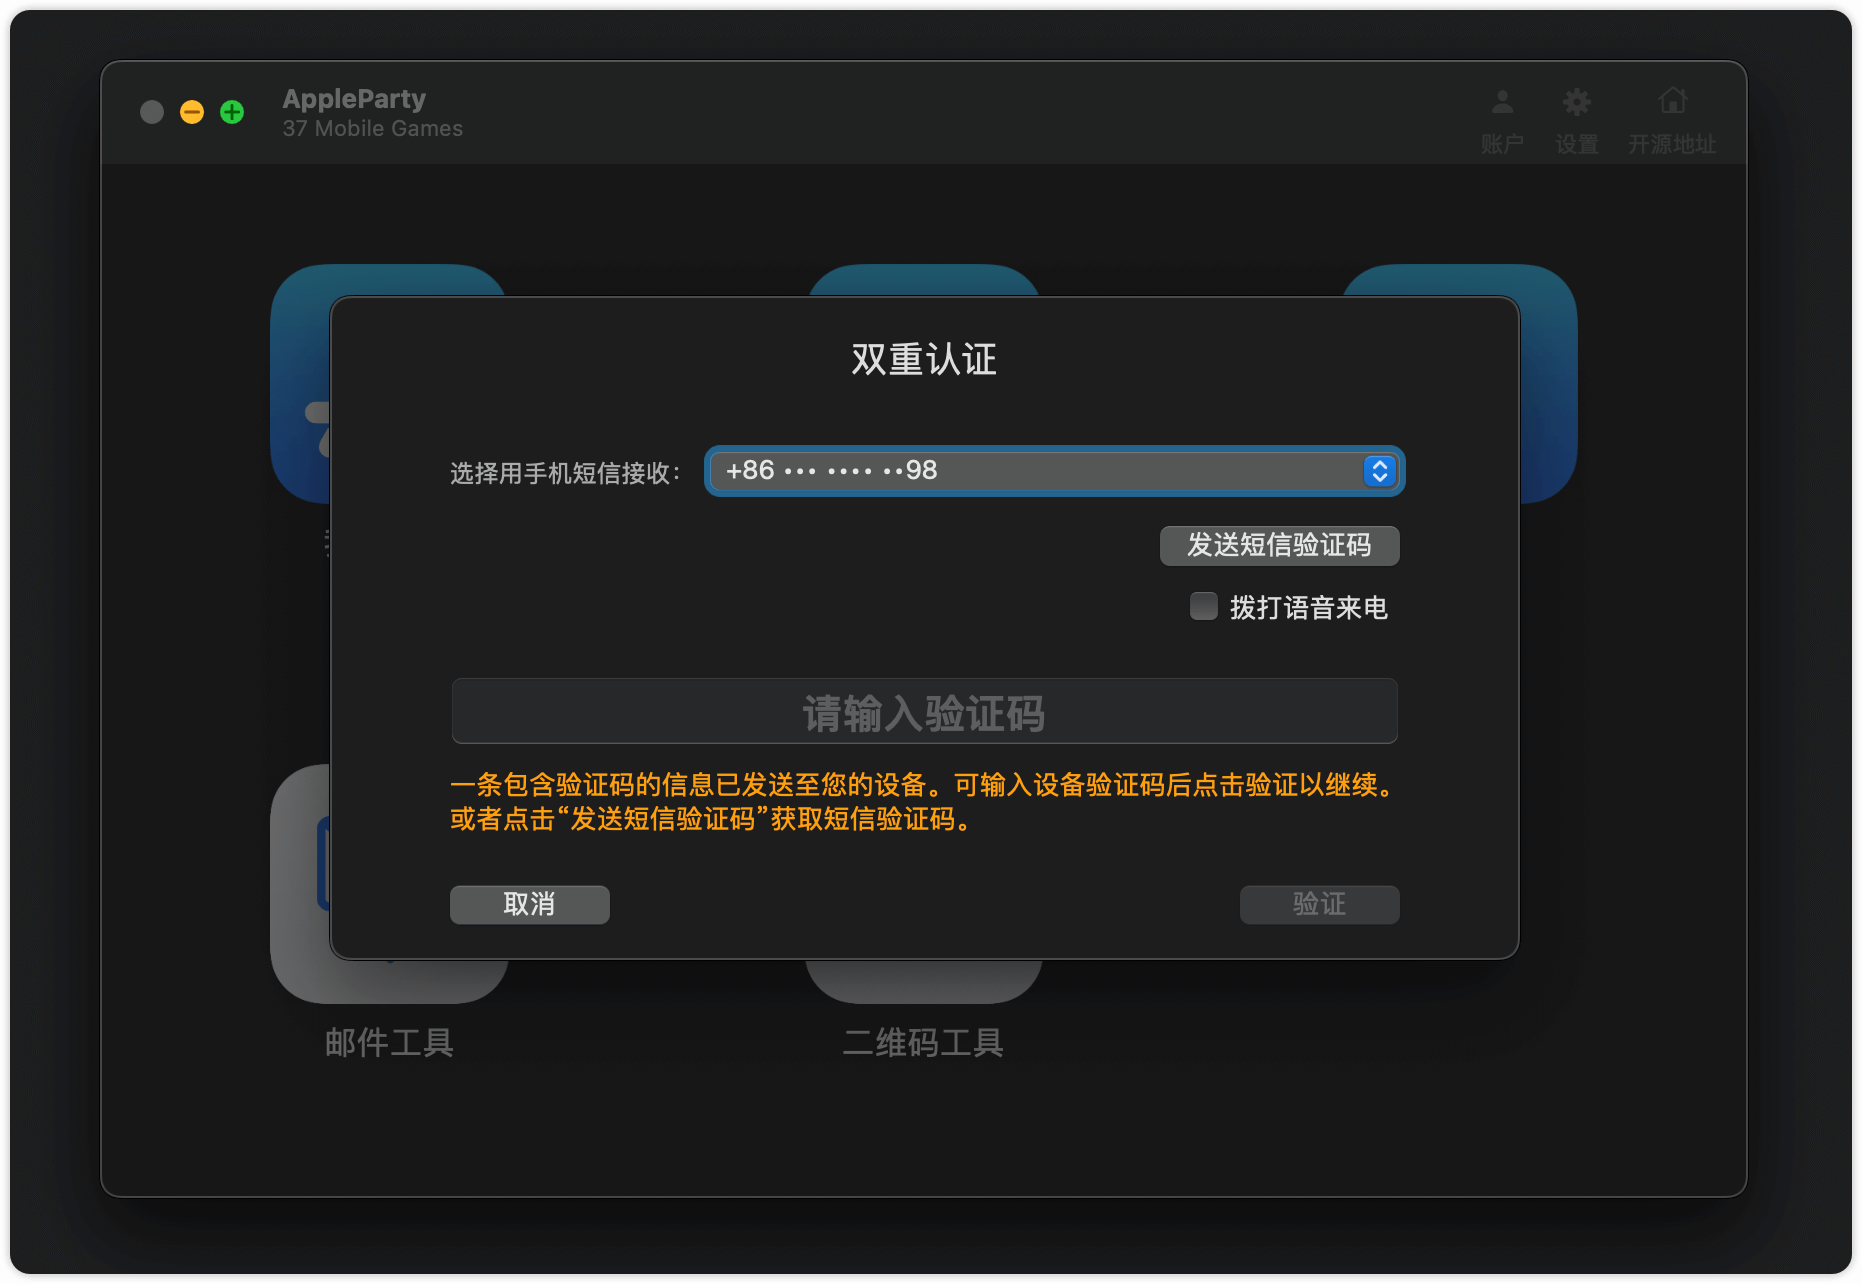 AppleParty
37 Mobile Games
账户
设置
开源地址
双重认证
选择用手机短信接收：
+86 ••• •••• ••98
发送短信验证码
拨打语音来电
请输入验证码
一条包含验证码的信息已发送至您的设备。可输入设备验证码后点击验证以继续。
或者点击“发送短信验证码”获取短信验证码。
取消
验证
邮件工具
二维码工具